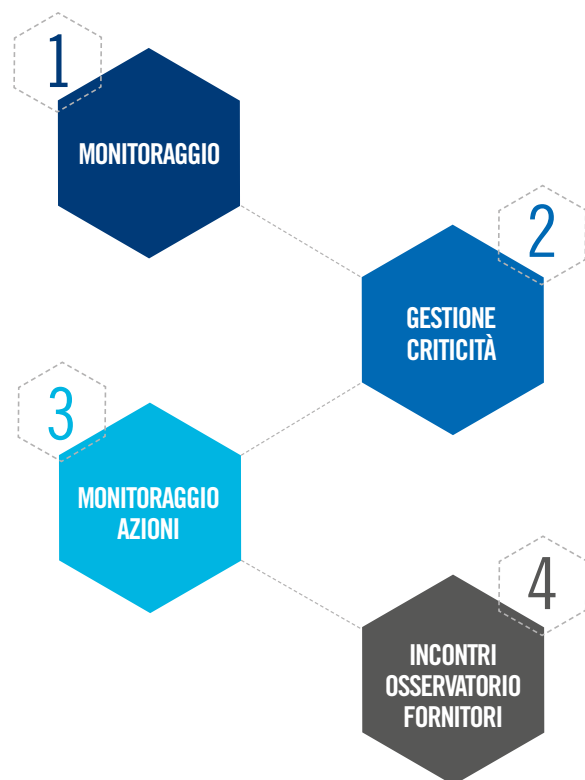 1
MONITORAGGIO
2
GESTIONE
CRITICITÀ
3
MONITORAGGIO
AZIONI
4
INCONTRI
OSSERVATORIO
FORNITORI